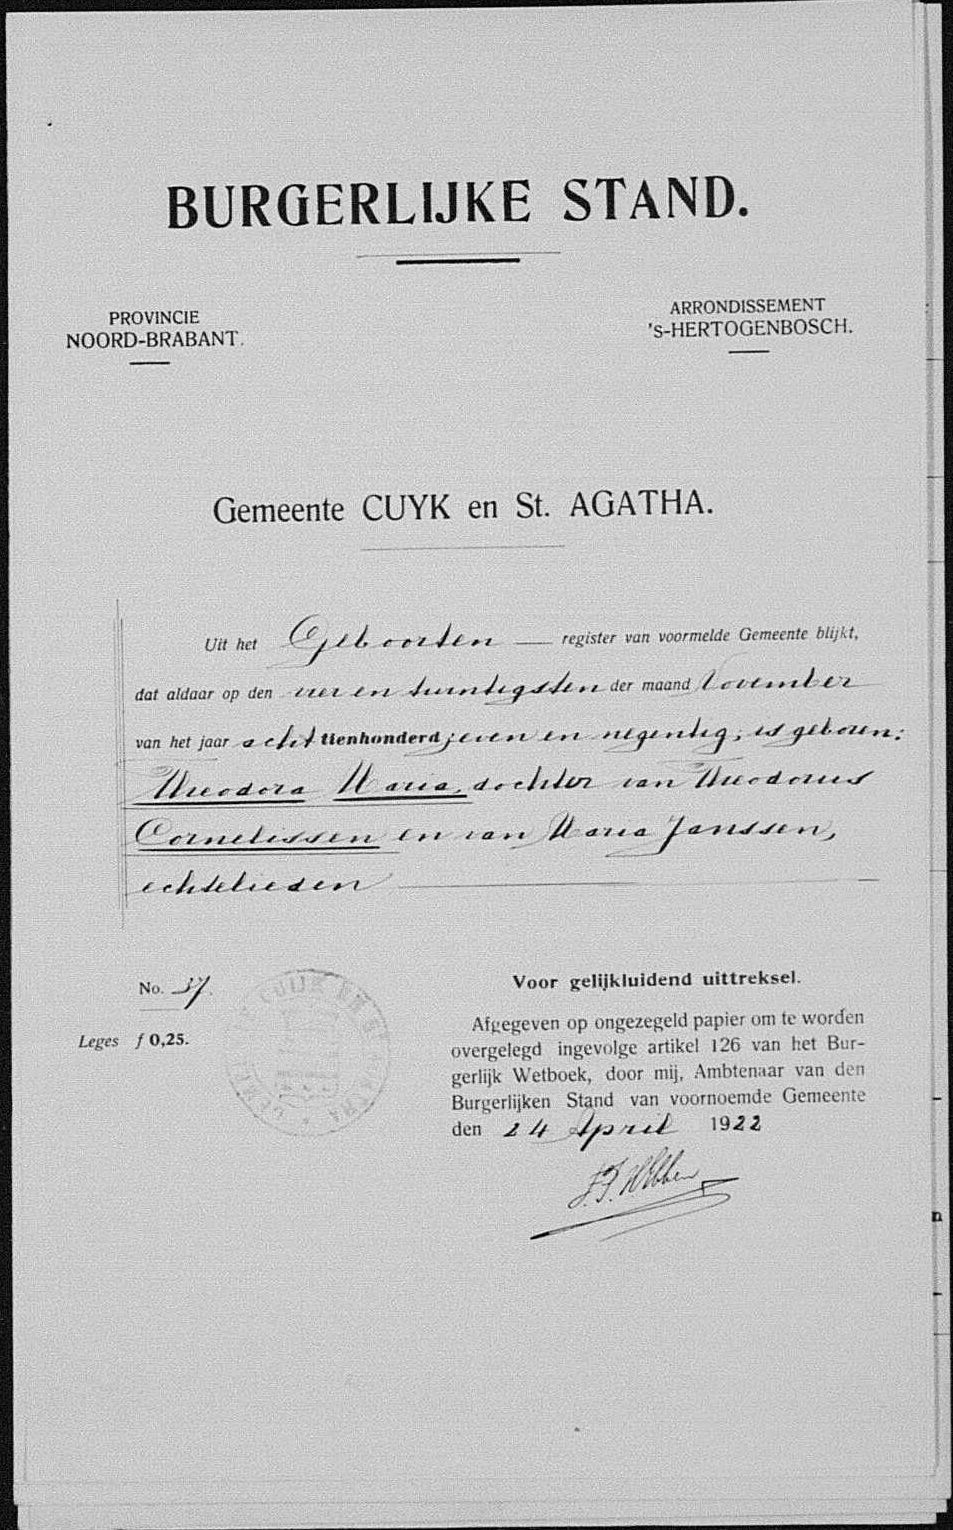 BURGERLIJKE STAND.
PROVINCIE
NOORD-BRABANT.
ARRONDISSEMENT
's-HERTOGENBOSCH.
Gemeente CUYK en St. AGATHA.
Uit het Geboorten register van voormelde Gemeente blijkt,
dat aldaar op den vier en twintigsten der maand November
van het jaar acht tienhonderd zeven en negentig, is geboren:
Theodora Maria, dochter van Theodorus
Cornelissen en van Maria Janssen,
echtelieden
No. 37.
Leges f 0,25.
CUIJK EN S
Voor gelijkluidend uittreksel.
Afgegeven op ongezegeld papier om te worden
overgelegd ingevolge artikel 126 van het Bur-
gerlijk Wetboek, door mij, Ambtenaar van den
Burgerlijken Stand van voornoemde Gemeente
den 24 April 1922